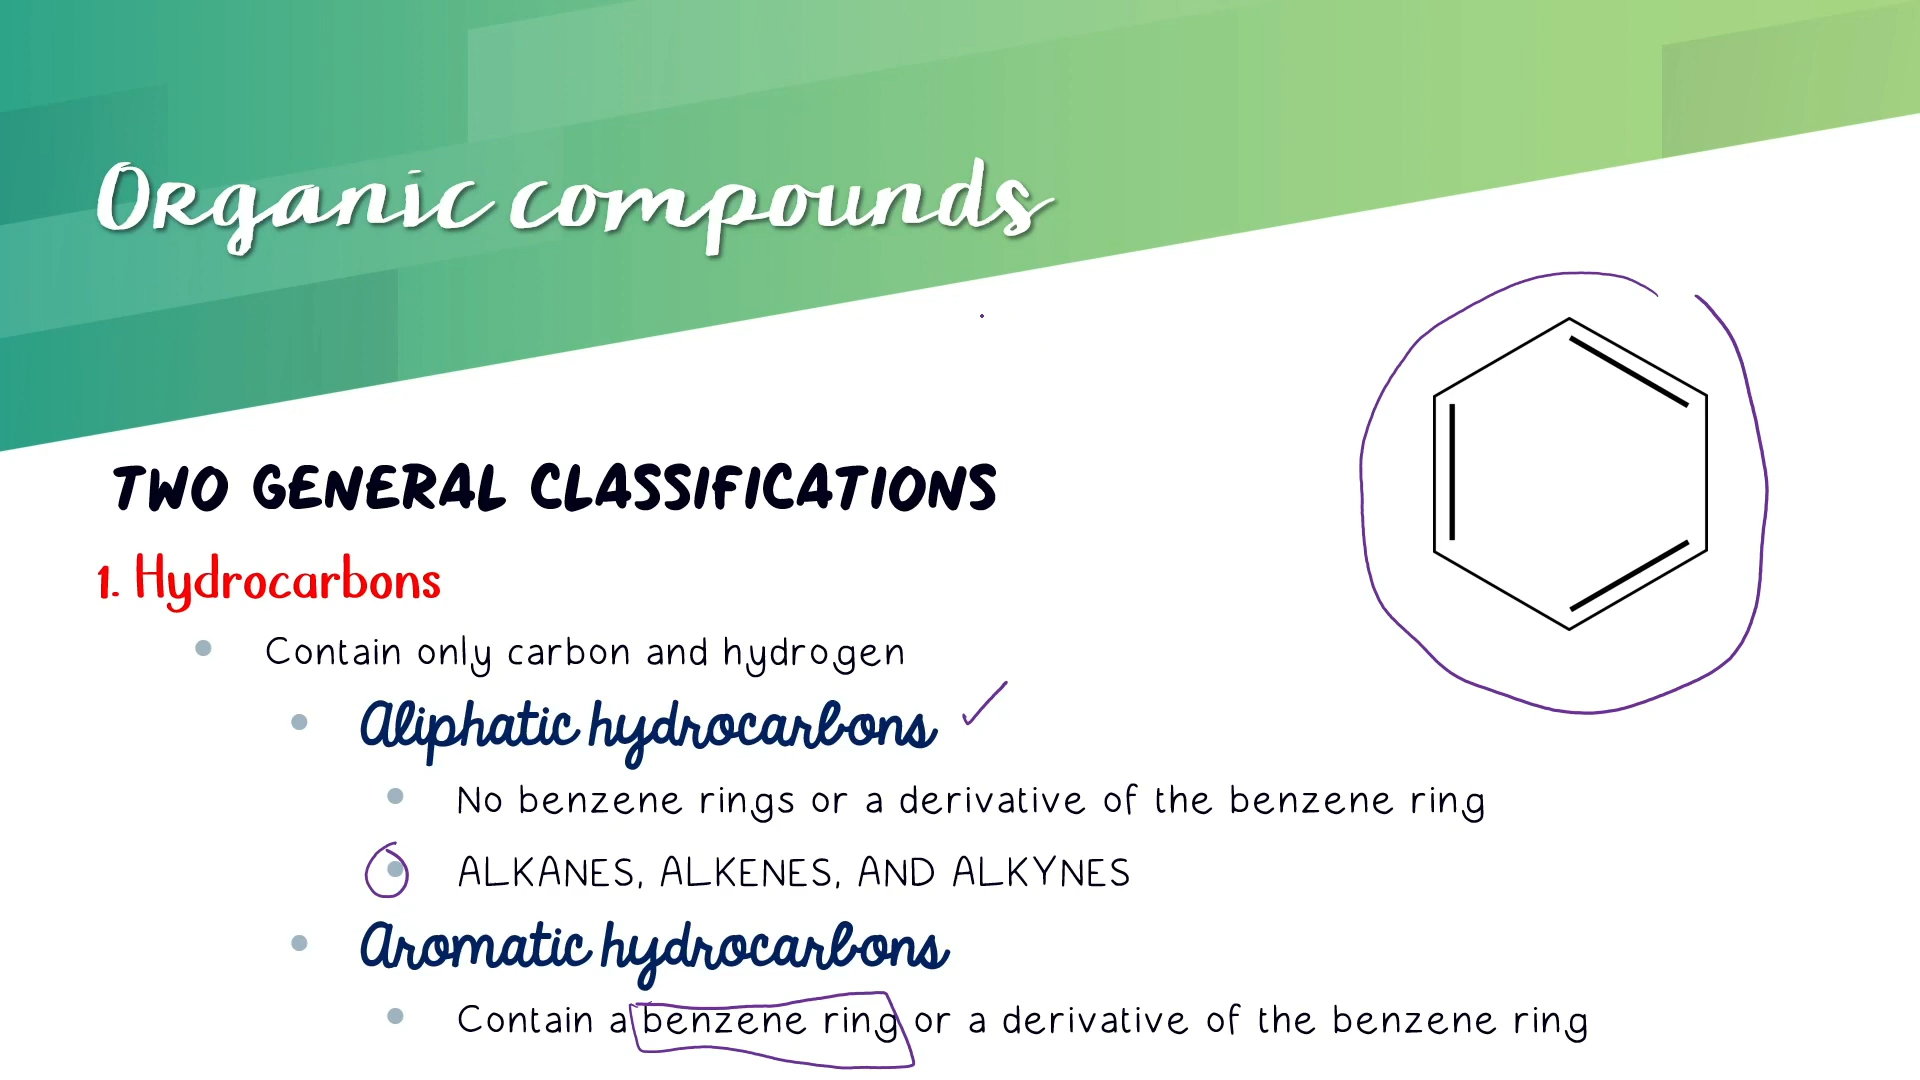 Organic compounds
TWO GENERAL CLASSIFICATIONS
1. Hydrocarbons
Contain only carbon and hydrogen
Aliphatic hydrocarbons
No benzene rings or a derivative of the benzene ring
ALKANES, ALKENES, AND ALKYNES
Aromatic hydrocarbons
Contain a benzene ring or a derivative of the benzene ring